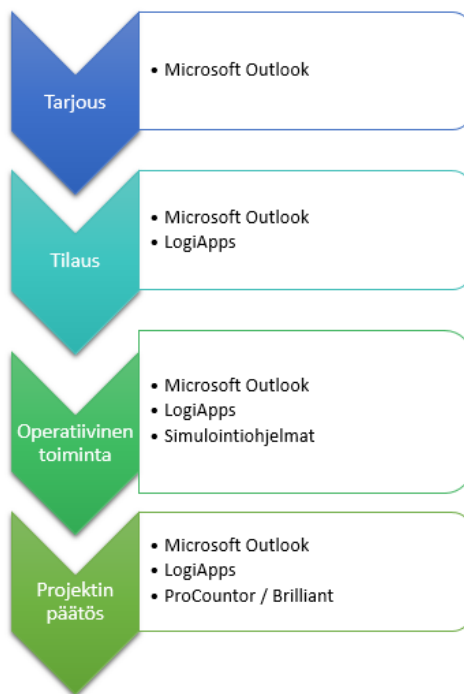 Tarjous
• Microsoft Outlook
Tilaus
• Microsoft Outlook
• LogiApps
Operatiivinen
toiminta
• Microsoft Outlook
• LogiApps
• Simulointiohjelmat
Projektin
päätös
• Microsoft Outlook
• LogiApps
• ProCountor / Brilliant